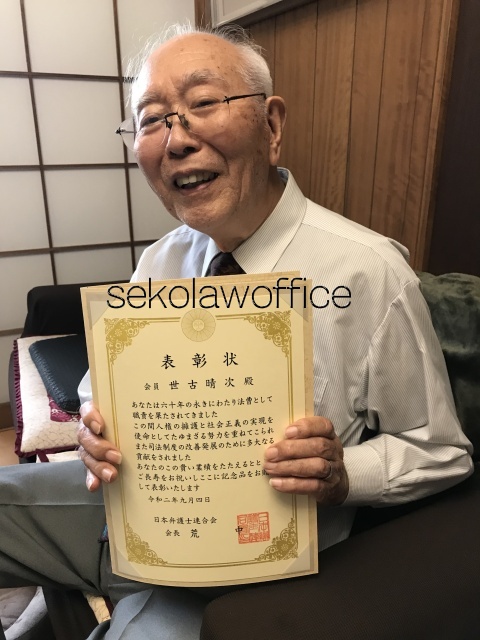 sekolawoffice
表彰状
会員 世古晴次 殿
あなたは六十年の永きにわたり法曹として
職責を果たされてきました
この間人権の擁護と社会正義の実現を
使命としてたゆまざる努力を重ねてこられ
また司法制度の改善発展のために多大なる
貢献をされました
あなたのこの貴い業績をたたえるとと
ご長寿をお祝いしここに記念品をお
して表彰いたします
令和二年九月四日
日本弁護士連合会
会長 荒 中